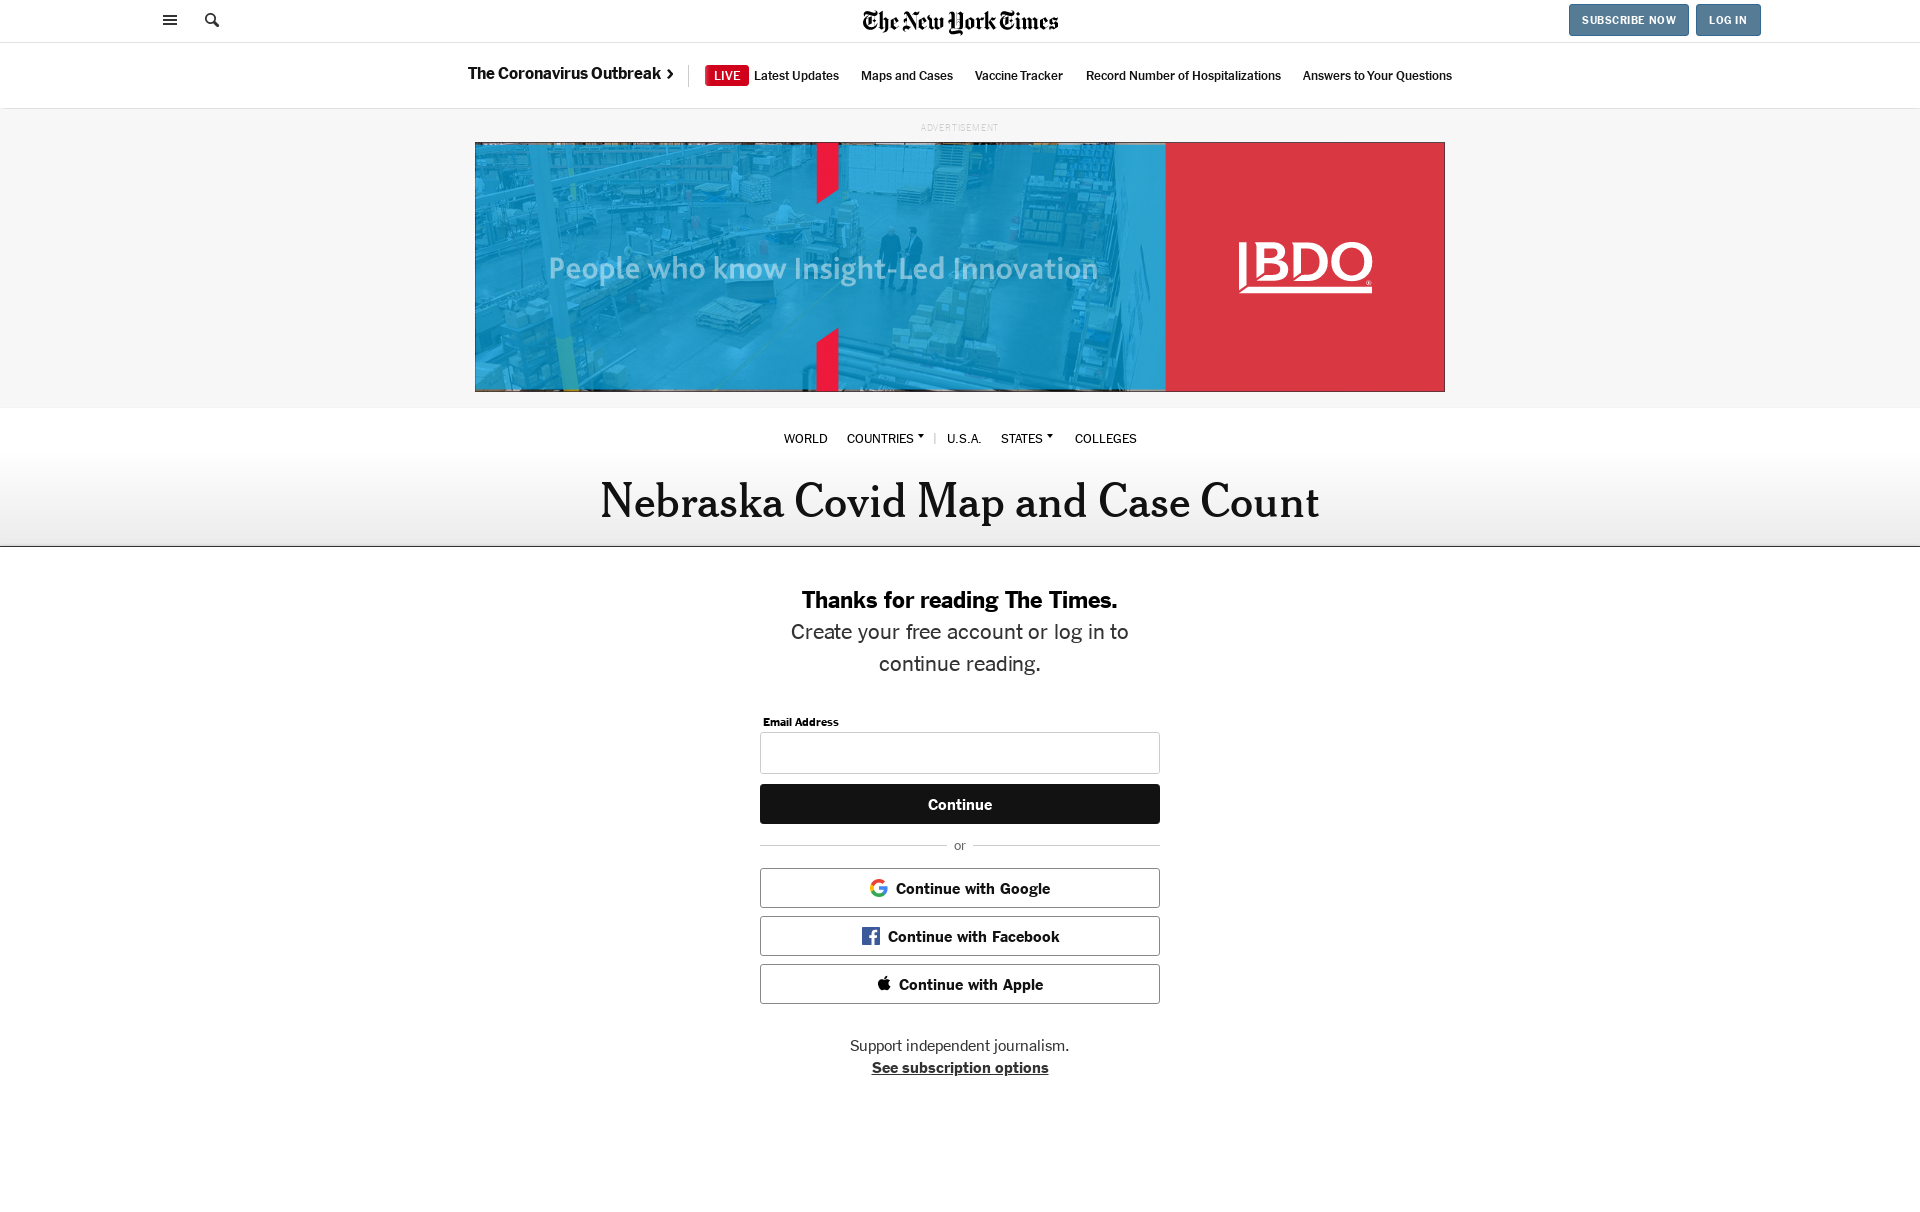 The New York Times
SUBSCRIBE NOW
LOG IN
The Coronavirus Outbreak
LIVE Latest Updates
Maps and Cases
Vaccine Tracker
Record Number of Hospitalizations
Answers to Your Questions
ADVERTISEMENT
People who know Insight-Led Innovation
BDO®
WORLD
COUNTRIES
U.S.A.
STATES
COLLEGES
Nebraska Covid Map and Case Count
Thanks for reading The Times.
Create your free account or log in to
continue reading.
Email Address
Continue
or
Continue with Google
Continue with Facebook
Continue with Apple
Support independent journalism.
See subscription options